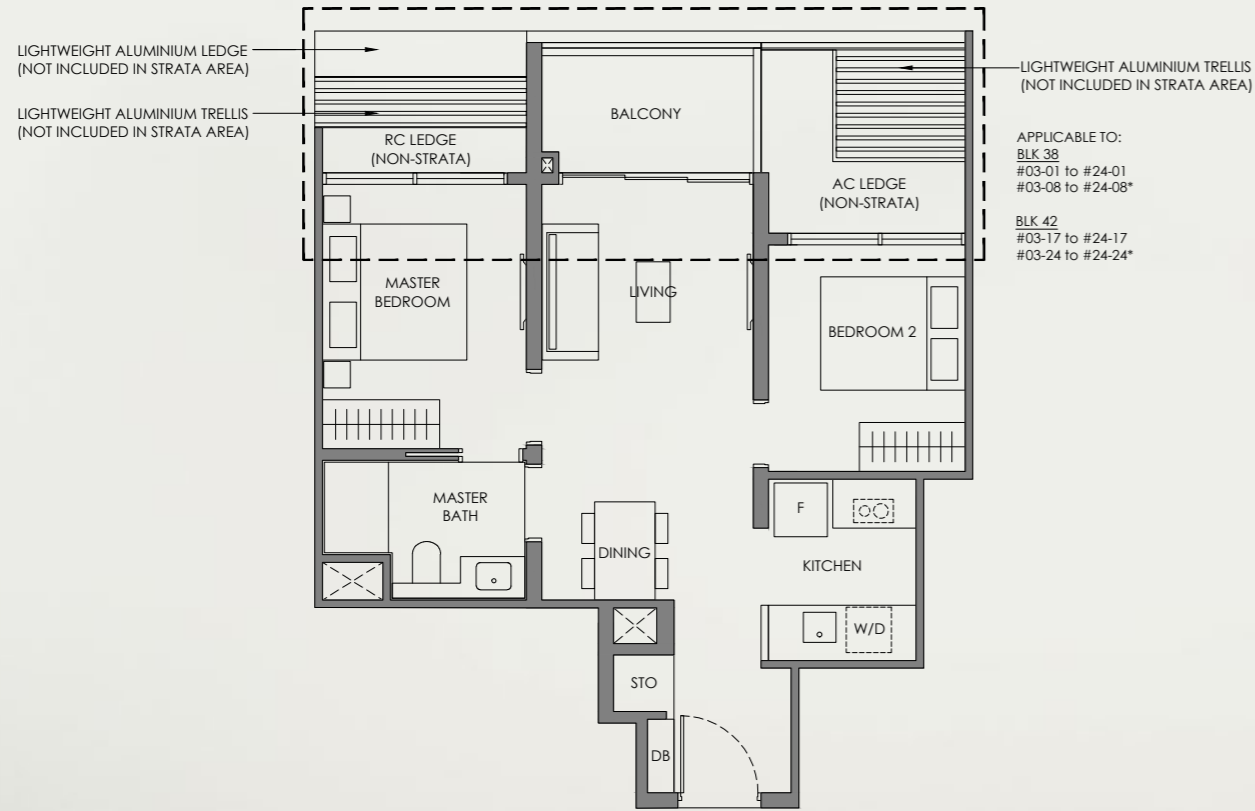 LIGHTWEIGHT ALUMINIUM LEDGE
(NOT INCLUDED IN STRATA AREA)
LIGHTWEIGHT ALUMINIUM TRELLIS
(NOT INCLUDED IN STRATA AREA)
RC LEDGE
(NON-STRATA)
BALCONY
AC LEDGE
(NON-STRATA)
LIGHTWEIGHT ALUMINIUM TRELLIS
(NOT INCLUDED IN STRATA AREA)
APPLICABLE TO:
BLK 38
#03-01 to #24-01
#03-08 to #24-08*
BLK 42
#03-17 to #24-17
#03-24 to #24-24*
MASTER
BEDROOM
LIVING
BEDROOM 2
MASTER
BATH
DINING
F
KITCHEN
W/D
STO
DB